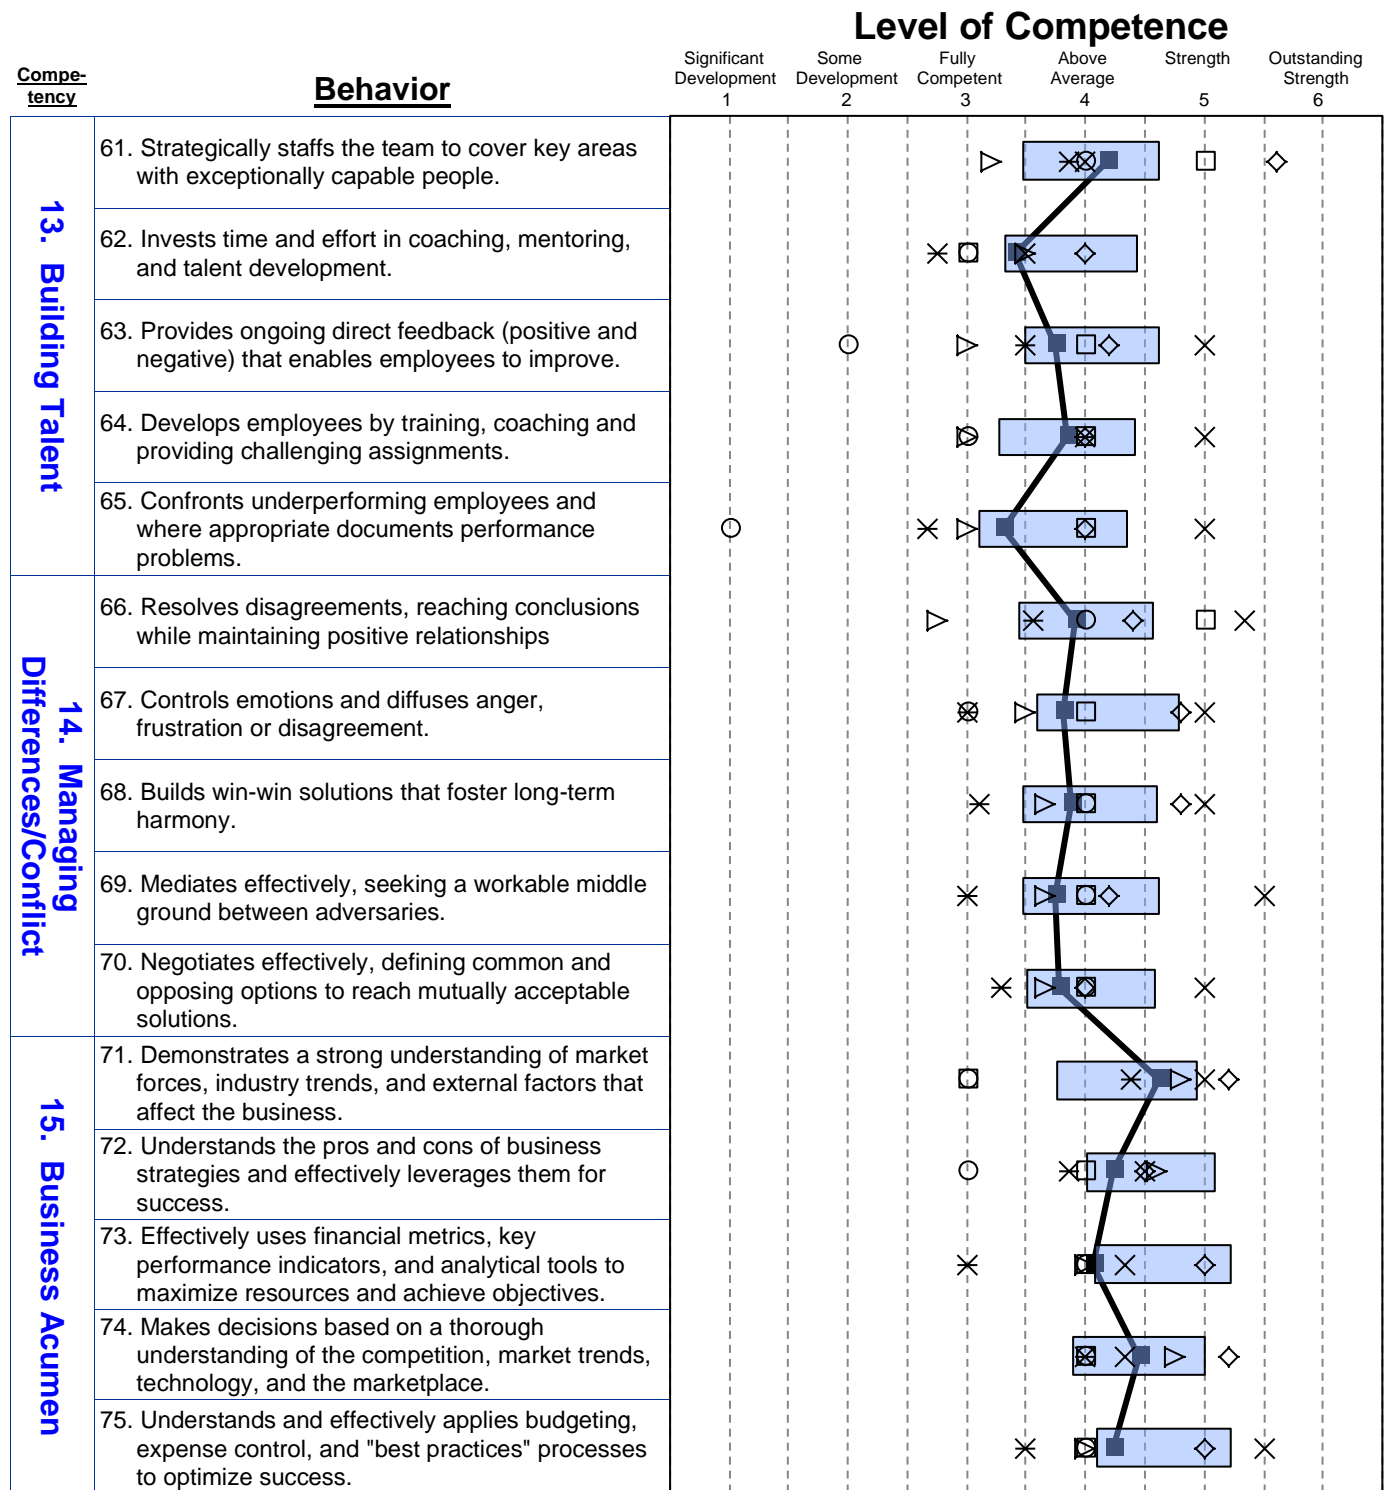 Level of Competence
Compe-
tency
Behavior
Significant
Development
1
Some
Development
2
Fully
Competent
3
Above
Average
4
Strength
5
Outstanding
Strength
6
13. Building Talent
61. Strategically staffs the team to cover key areas
with exceptionally capable people.
62. Invests time and effort in coaching, mentoring,
and talent development.
63. Provides ongoing direct feedback (positive and
negative) that enables employees to improve.
64. Develops employees by training, coaching and
providing challenging assignments.
65. Confronts underperforming employees and
where appropriate documents performance
problems.
14. Managing
Differences/Conflict
66. Resolves disagreements, reaching conclusions
while maintaining positive relationships
67. Controls emotions and diffuses anger,
frustration or disagreement.
68. Builds win-win solutions that foster long-term
harmony.
69. Mediates effectively, seeking a workable middle
ground between adversaries.
70. Negotiates effectively, defining common and
opposing options to reach mutually acceptable
solutions.
15. Business Acumen
71. Demonstrates a strong understanding of market
forces, industry trends, and external factors that
affect the business.
72. Understands the pros and cons of business
strategies and effectively leverages them for
success.
73. Effectively uses financial metrics, key
performance indicators, and analytical tools to
maximize resources and achieve objectives.
74. Makes decisions based on a thorough
understanding of the competition, market trends,
technology, and the marketplace.
75. Understands and effectively applies budgeting,
expense control, and "best practices" processes
to optimize success.